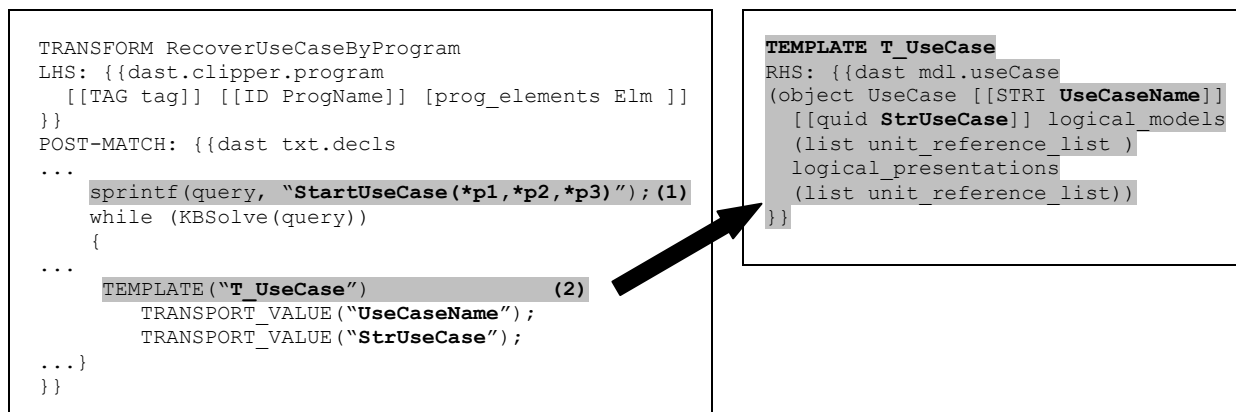 TRANSFORM RecoverUseCaseByProgram
LHS: {{dast.clipper.program
[[TAG tag]] [[ID ProgName]] [prog_elements Elm ]]
}}
POST-MATCH: {{dast txt.decls
...
sprintf(query, “StartUseCase(*p1,*p2,*p3)”);(1)
while (KBSolve(query))
{
...
TEMPLATE(“T_UseCase”) (2)
TRANSPORT_VALUE(“UseCaseName”);
TRANSPORT_VALUE(“StrUseCase”);
...}
}}
TEMPLATE T_UseCase
RHS: {{dast mdl.useCase
(object UseCase [[STRI UseCaseName]]
[[quid StrUseCase]] logical_models
(list unit_reference_list )
logical_presentations
(list unit_reference_list))
}}